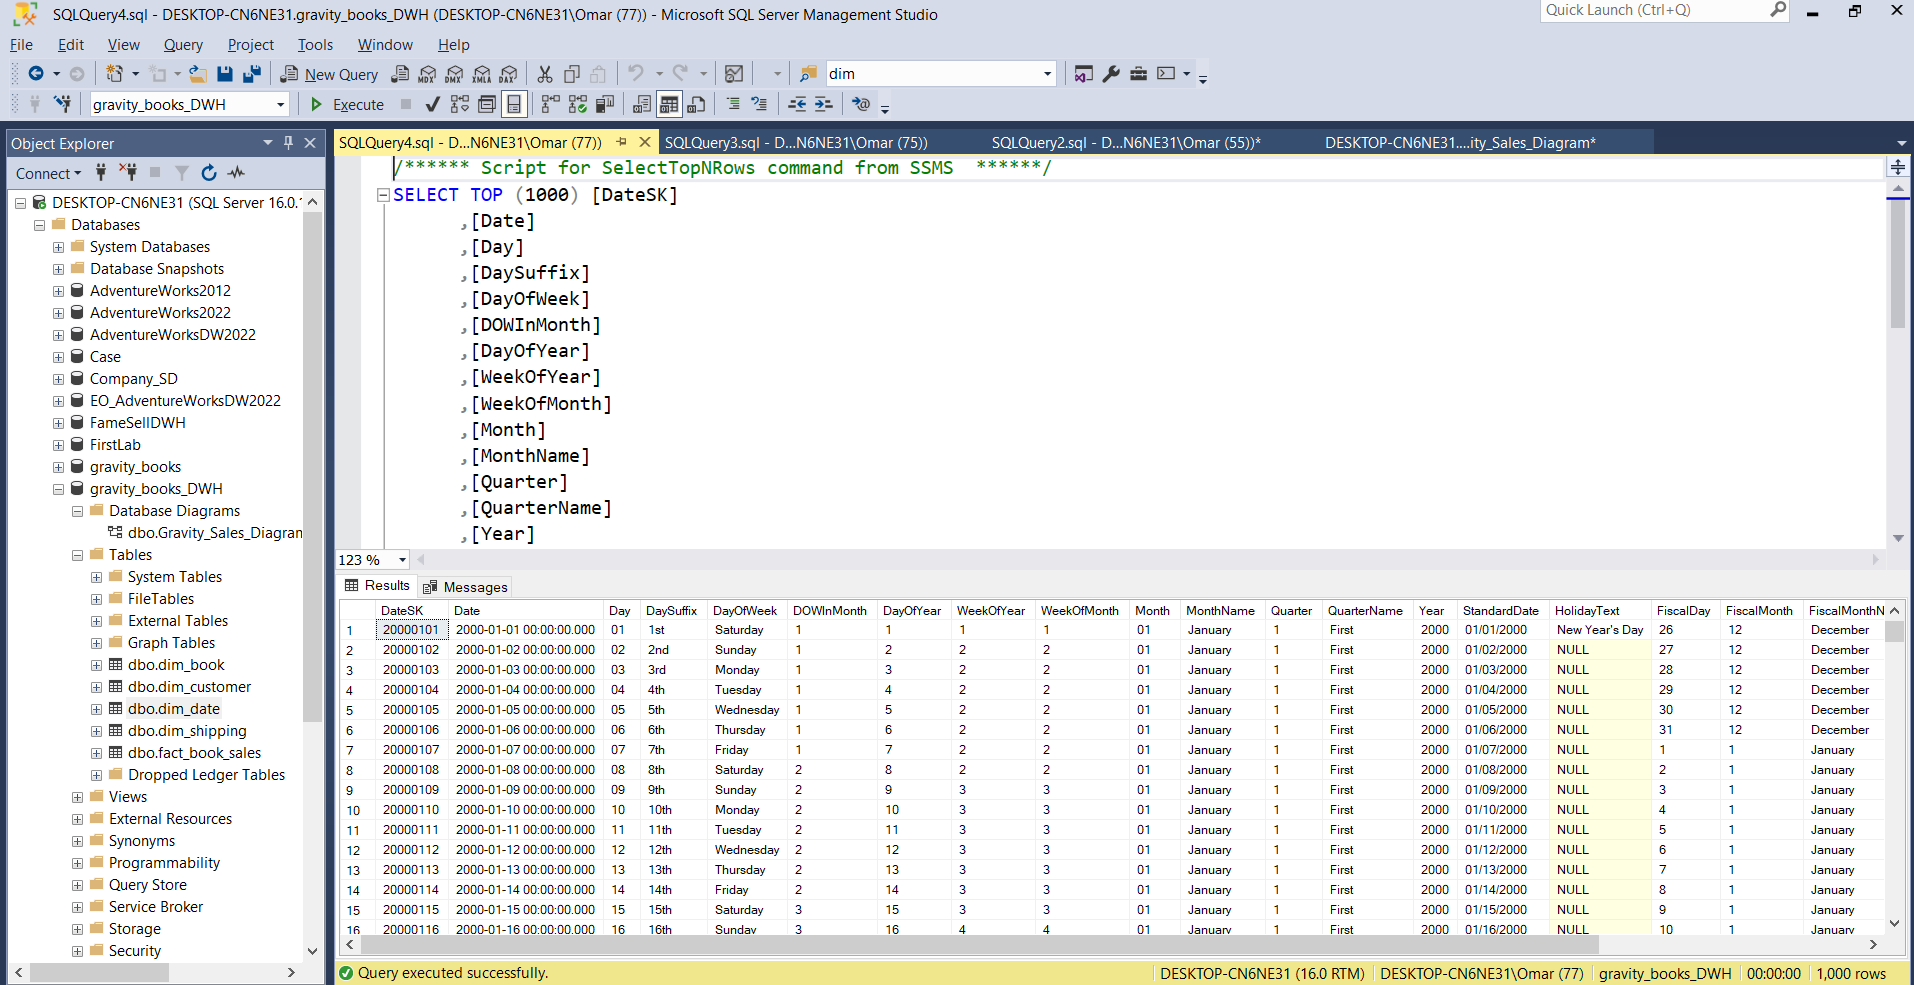 SQLQuery4.sql - DESKTOP-CN6NE31.gravity_books_DWH (DESKTOP-CN6NE31\Omar (77)) - Microsoft SQL Server Management Studio
Quick Launch (Ctrl+Q)
File Edit View Query Project Tools Window Help
New Query MDX DMX XMLA DAX dim
gravity_books_DWH Execute
Object Explorer
Connect
DESKTOP-CN6NE31 (SQL Server 16.0.1
Databases
System Databases
Database Snapshots
AdventureWorks2012
AdventureWorks2022
AdventureWorksDW2022
Case
Company_SD
EO_AdventureWorksDW2022
FameSellDWH
FirstLab
gravity_books
gravity_books_DWH
Database Diagrams
dbo.Gravity_Sales_Diagram
Tables
System Tables
FileTables
External Tables
Graph Tables
dbo.dim_book
dbo.dim_customer
dbo.dim_date
dbo.dim_shipping
dbo.fact_book_sales
Dropped Ledger Tables
Views
External Resources
Synonyms
Programmability
Query Store
Service Broker
Storage
Security
SQLQuery4.sql - D...N6NE31\Omar (77)) SQLQuery3.sql - D...N6NE31\Omar (75)) SQLQuery2.sql - D...N6NE31\Omar (55))* DESKTOP-CN6NE31....ity_Sales_Diagram*
/****** Script for SelectTopNRows command from SSMS ******/
SELECT TOP (1000) [DateSK]
,[Date]
,[Day]
,[DaySuffix]
,[DayOfWeek]
,[DOWInMonth]
,[DayOfYear]
,[WeekOfYear]
,[WeekOfMonth]
,[Month]
,[MonthName]
,[Quarter]
,[QuarterName]
,[Year]
123 %
Results Messages
DateSK Date Day DaySuffix DayOfWeek DOWInMonth DayOfYear WeekOfYear WeekOfMonth Month MonthName Quarter QuarterName Year StandardDate HolidayText FiscalDay FiscalMonth FiscalMonthN
1 20000101 2000-01-01 00:00:00.000 01 1st Saturday 1 1 1 1 01 January 1 First 2000 01/01/2000 New Year's Day 26 12 December
2 20000102 2000-01-02 00:00:00.000 02 2nd Sunday 1 2 2 2 01 January 1 First 2000 01/02/2000 NULL 27 12 December
3 20000103 2000-01-03 00:00:00.000 03 3rd Monday 1 3 2 2 01 January 1 First 2000 01/03/2000 NULL 28 12 December
4 20000104 2000-01-04 00:00:00.000 04 4th Tuesday 1 4 2 2 01 January 1 First 2000 01/04/2000 NULL 29 12 December
5 20000105 2000-01-05 00:00:00.000 05 5th Wednesday 1 5 2 2 01 January 1 First 2000 01/05/2000 NULL 30 12 December
6 20000106 2000-01-06 00:00:00.000 06 6th Thursday 1 6 2 2 01 January 1 First 2000 01/06/2000 NULL 31 12 December
7 20000107 2000-01-07 00:00:00.000 07 7th Friday 1 7 2 2 01 January 1 First 2000 01/07/2000 NULL 1 1 January
8 20000108 2000-01-08 00:00:00.000 08 8th Saturday 2 8 2 2 01 January 1 First 2000 01/08/2000 NULL 2 1 January
9 20000109 2000-01-09 00:00:00.000 09 9th Sunday 2 9 3 3 01 January 1 First 2000 01/09/2000 NULL 3 1 January
10 20000110 2000-01-10 00:00:00.000 10 10th Monday 2 10 3 3 01 January 1 First 2000 01/10/2000 NULL 4 1 January
11 20000111 2000-01-11 00:00:00.000 11 11th Tuesday 2 11 3 3 01 January 1 First 2000 01/11/2000 NULL 5 1 January
12 20000112 2000-01-12 00:00:00.000 12 12th Wednesday 2 12 3 3 01 January 1 First 2000 01/12/2000 NULL 6 1 January
13 20000113 2000-01-13 00:00:00.000 13 13th Thursday 2 13 3 3 01 January 1 First 2000 01/13/2000 NULL 7 1 January
14 20000114 2000-01-14 00:00:00.000 14 14th Friday 2 14 3 3 01 January 1 First 2000 01/14/2000 NULL 8 1 January
15 20000115 2000-01-15 00:00:00.000 15 15th Saturday 3 15 3 3 01 January 1 First 2000 01/15/2000 NULL 9 1 January
16 20000116 2000-01-16 00:00:00.000 16 16th Sunday 3 16 4 4 01 January 1 First 2000 01/16/2000 NULL 10 1 January
Query executed successfully. DESKTOP-CN6NE31 (16.0 RTM) DESKTOP-CN6NE31\Omar (77) gravity_books_DWH 00:00:00 1,000 rows